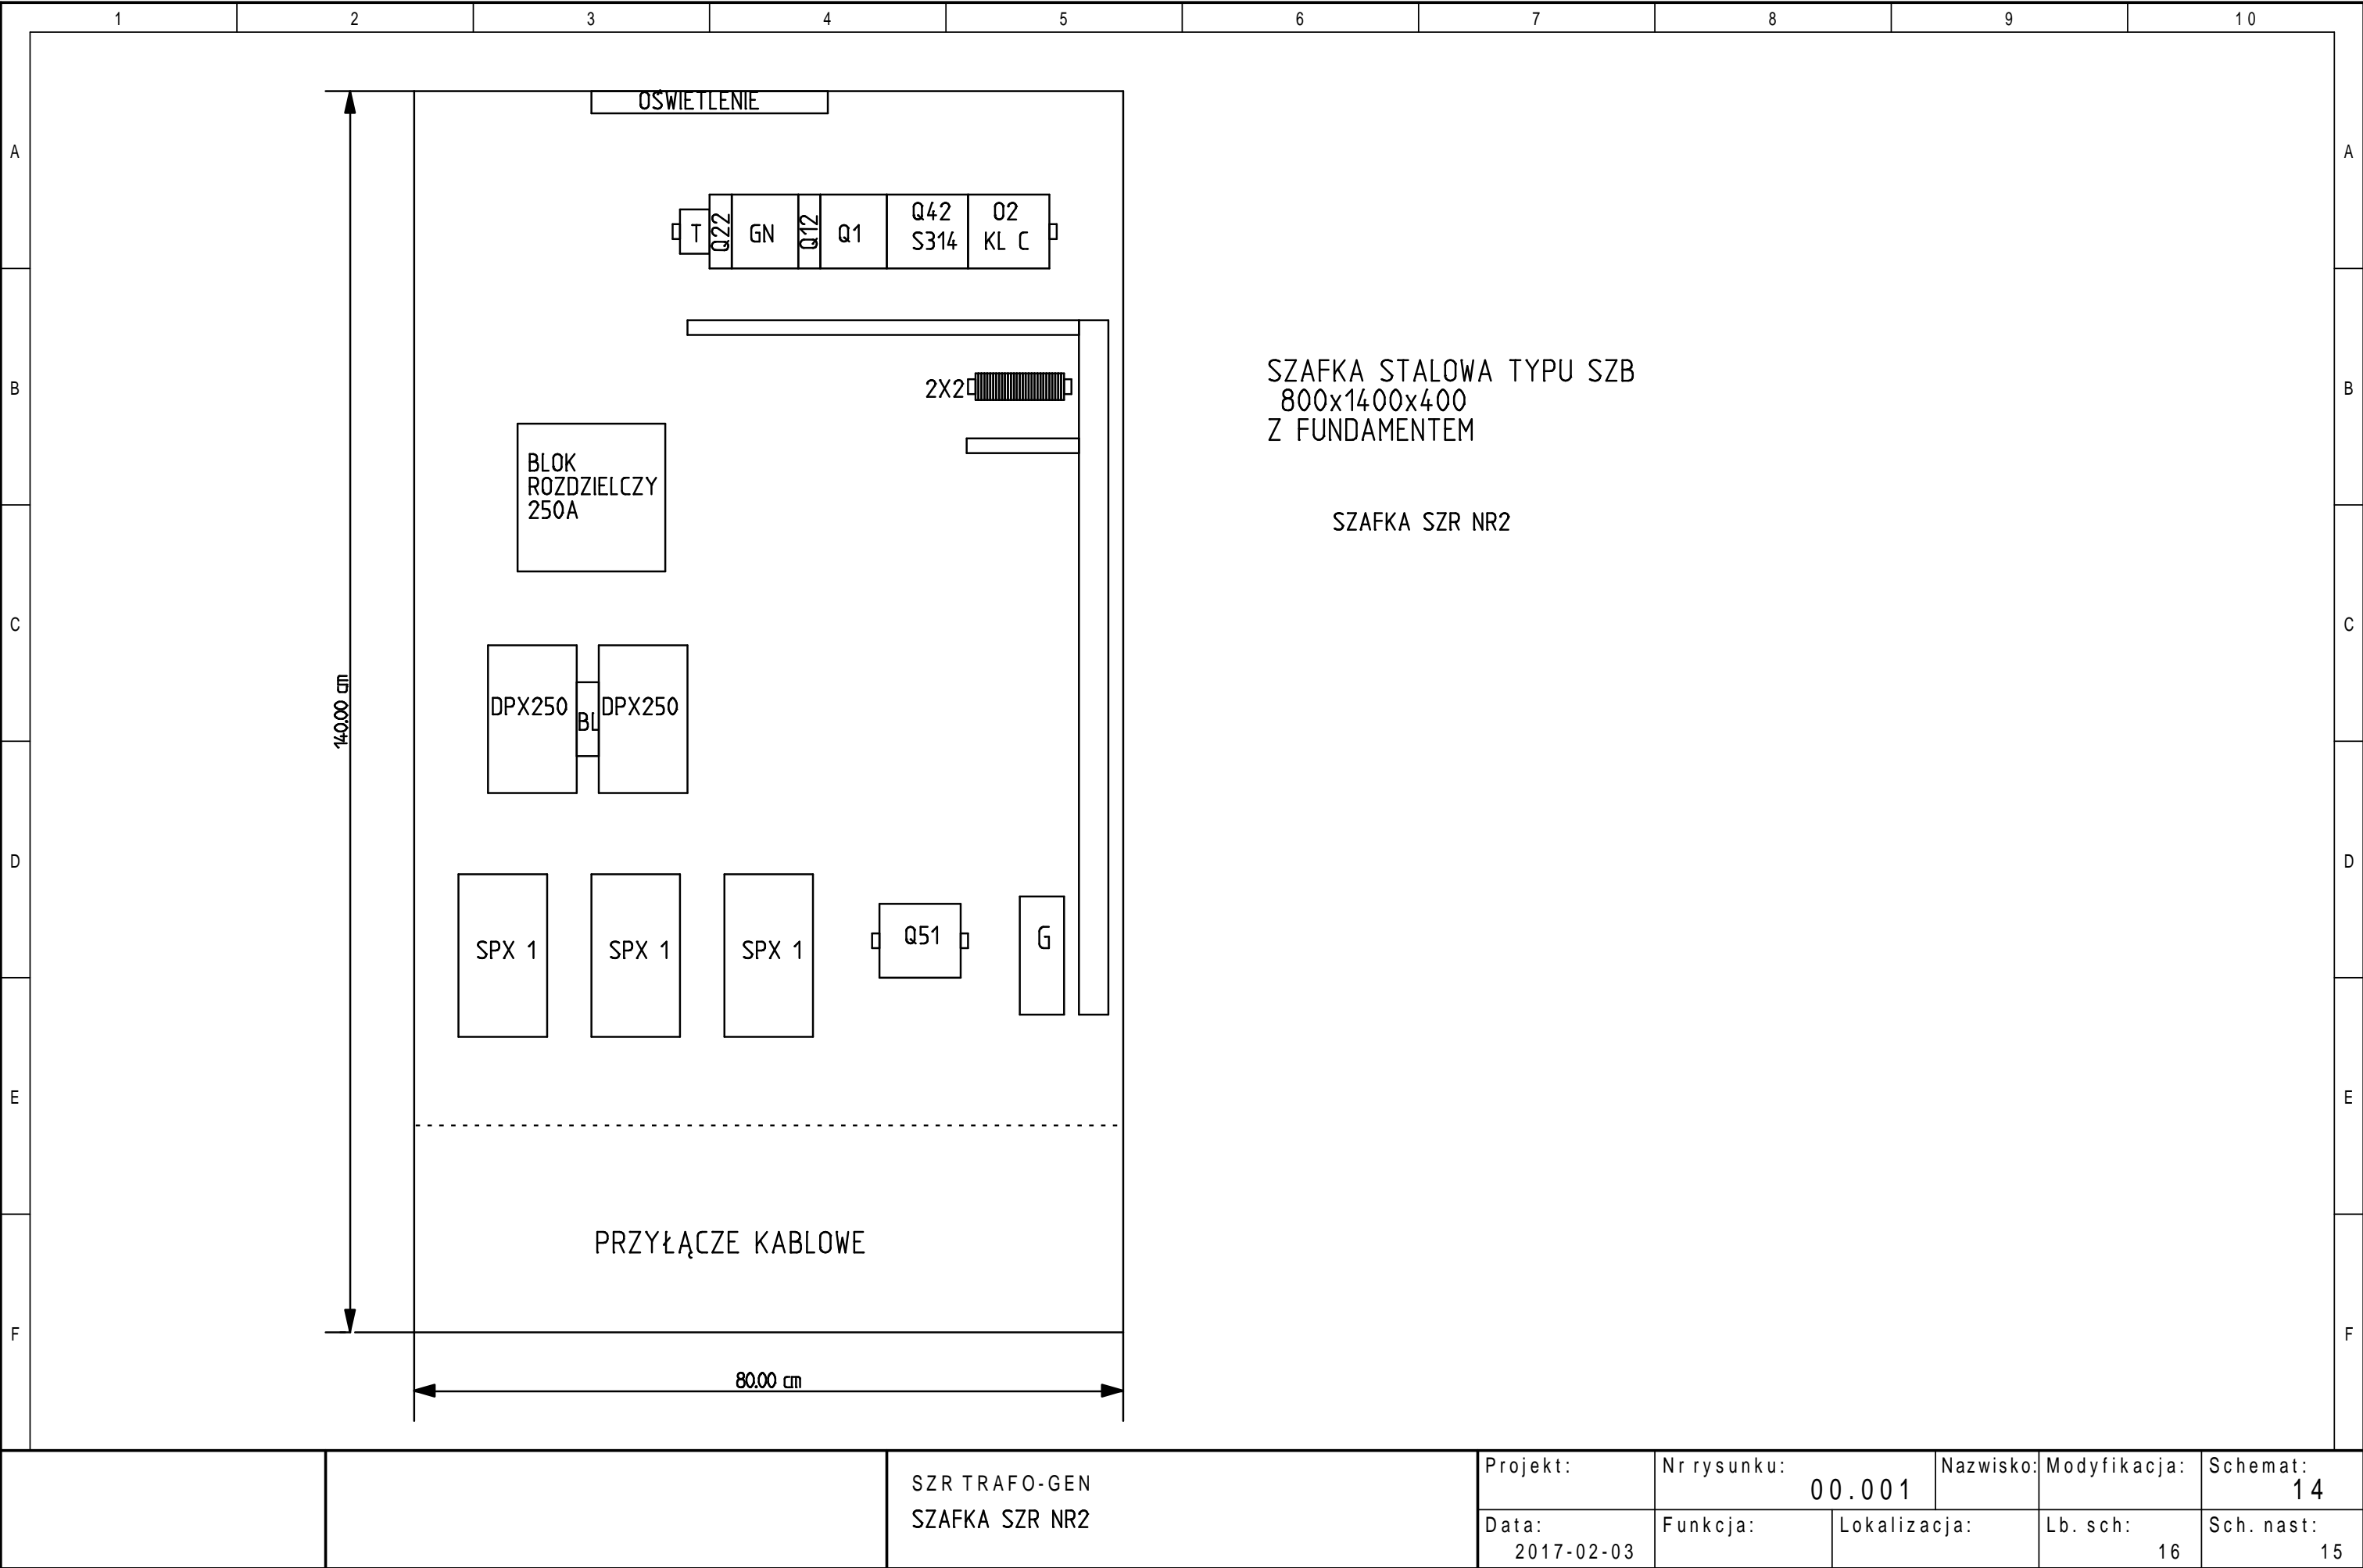 1 2 3 4 5 6 7 8 9 10
OŚWIETLENIE
A A
T Q22 GN Q12 Q1 Q42 S314 02 KL C
2X2
B B
SZAFKA STALOWA TYPU SZB
800x1400x400
Z FUNDAMENTEM
BLOK
ROZDZIELCZY
250A
SZAFKA SZR NR2
C C
140.00 cm
DPX250 BL DPX250
D D
SPX 1 SPX 1 SPX 1 Q51 G
E E
PRZYŁĄCZE KABLOWE
F F
80.00 cm
SZR TRAFO-GEN
SZAFKA SZR NR2
Projekt: Nr rysunku: 00.001 Nazwisko: Modyfikacja: Schemat: 14
Data: 2017-02-03 Funkcja: Lokalizacja: Lb. sch: 16 Sch. nast: 15